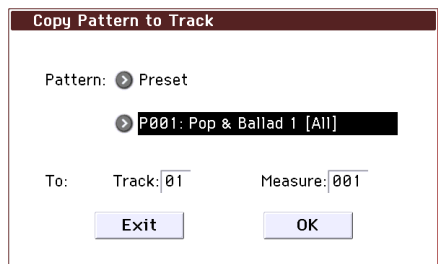 Copy Pattern to Track
Pattern: Preset
P001: Pop & Ballad 1 [All]
To: Track: 01 Measure: 001
Exit OK